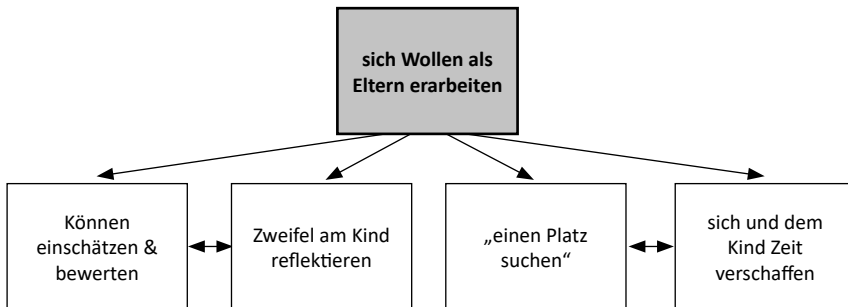 sich Wollen als
Eltern erarbeiten
Können
einschätzen &
bewerten
Zweifel am Kind
reflektieren
„einen Platz
suchen“
sich und dem
Kind Zeit
verschaffen